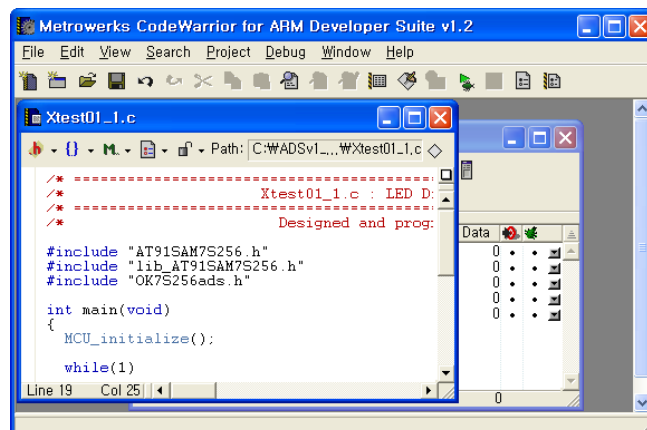 Metrowerks CodeWarrior for ARM Developer Suite v1.2
File Edit View Search Project Debug Window Help
Xtest01_1.c
h {} M. Path: C:₩ADSv1_,,,₩Xtest01_1,c
/* ==========================================
/* Xtest01_1.c : LED D:
/* ==========================================
/* Designed and prog:
#include "AT91SAM7S256.h"
#include "lib_AT91SAM7S256.h"
#include "OK7S256ads.h"
int main(void)
{
MCU_initialize();
while(1)
Line 19 Col 25
Data
0 • •
0 • •
0 • •
0 • •
0 • •
0